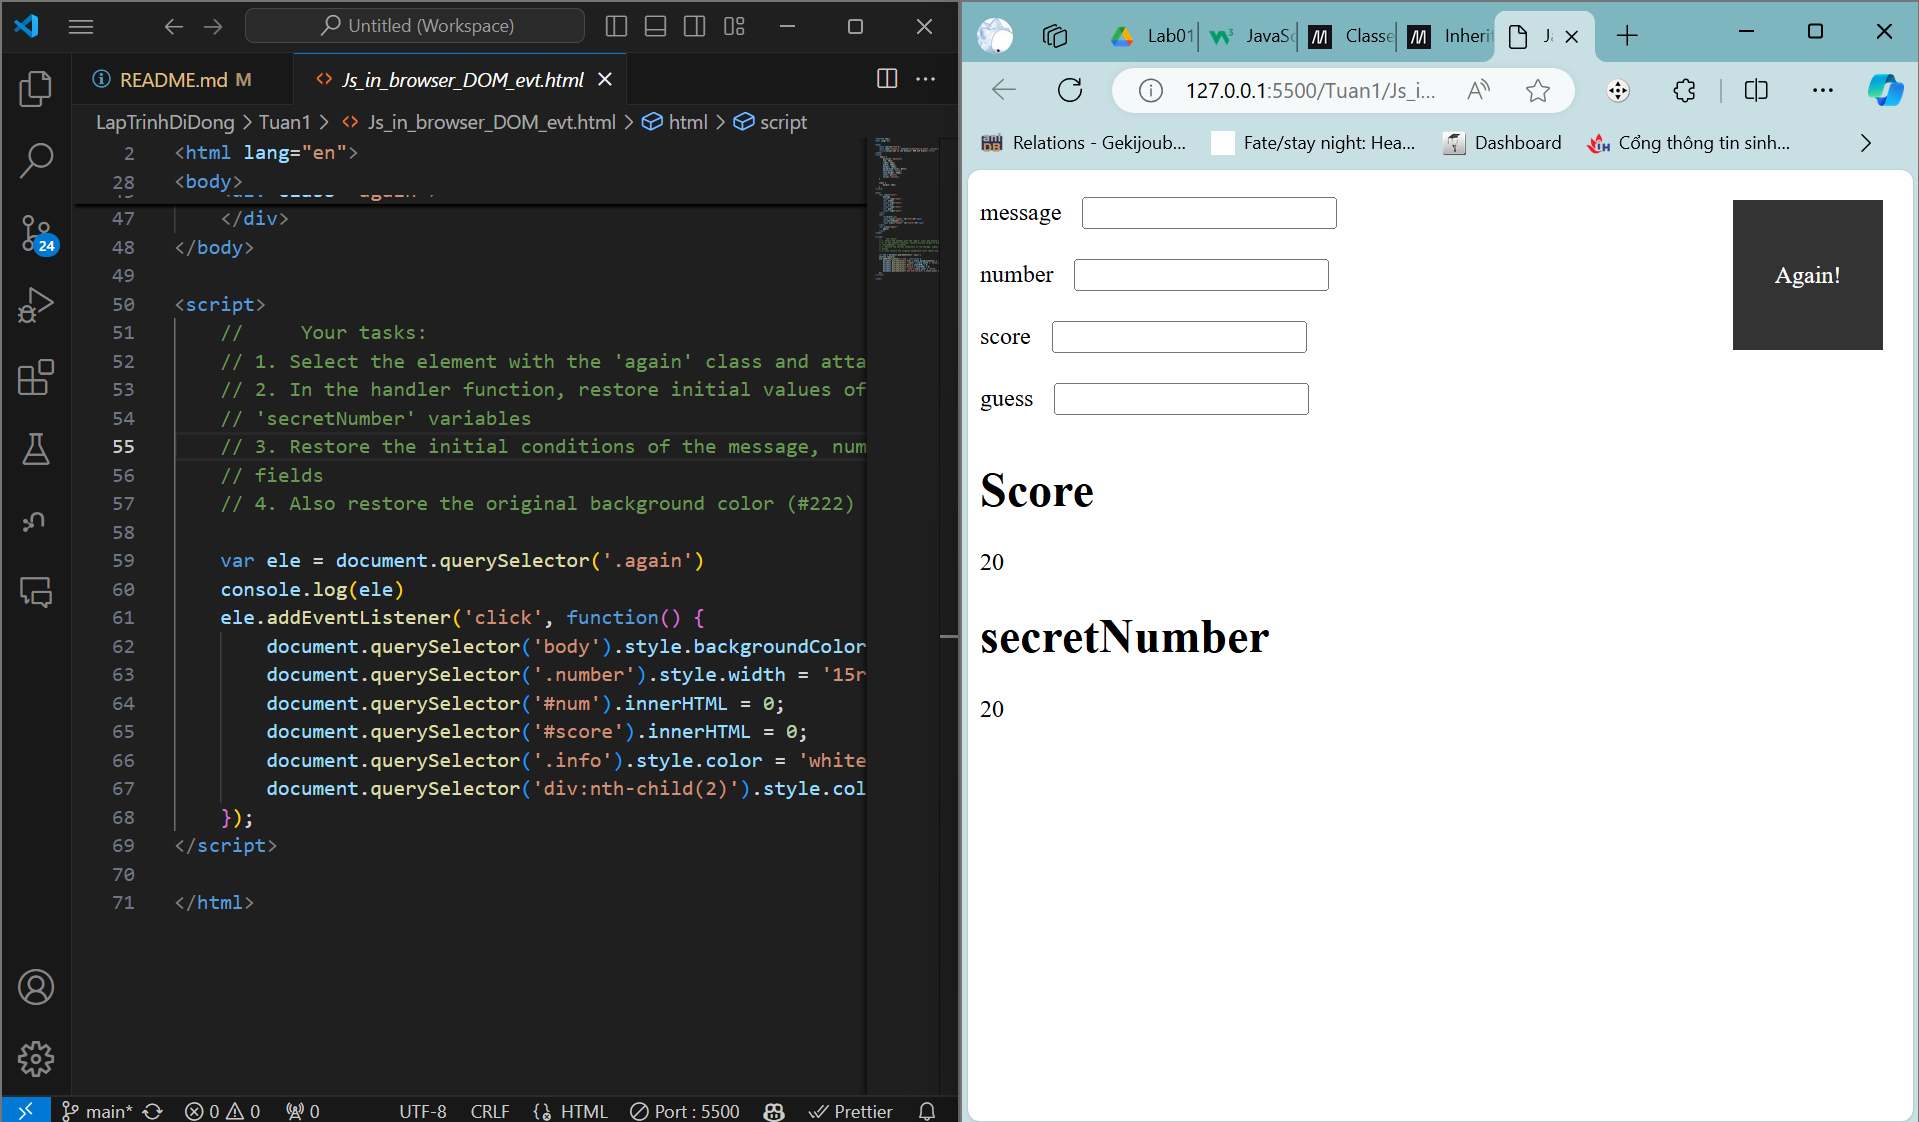 Untitled (Workspace)
README.md M
Js_in_browser_DOM_evt.html
LapTrinhDiDong > Tuan1 > <> Js_in_browser_DOM_evt.html > html > script
2 <html lang="en">
28 <body>
47 </div>
48 </body>
49
50 <script>
51 //     Your tasks:
52 // 1. Select the element with the 'again' class and atta
53 // 2. In the handler function, restore initial values of
54 // 'secretNumber' variables
55 // 3. Restore the initial conditions of the message, num
56 // fields
57 // 4. Also restore the original background color (#222)
58
59 var ele = document.querySelector('.again')
60 console.log(ele)
61 ele.addEventListener('click', function() {
62 document.querySelector('body').style.backgroundColor
63 document.querySelector('.number').style.width = '15r
64 document.querySelector('#num').innerHTML = 0;
65 document.querySelector('#score').innerHTML = 0;
66 document.querySelector('.info').style.color = 'white
67 document.querySelector('div:nth-child(2)').style.col
68 });
69 </script>
70
71 </html>
24
main* 0 0 0 UTF-8 CRLF HTML Port : 5500 Prettier
Lab01 JavaSc Classe Inherit
127.0.0.1:5500/Tuan1/Js_i...
Relations - Gekijoub... Fate/stay night: Hea... Dashboard Cổng thông tin sinh...
message
number
score
guess
Again!
Score
20
secretNumber
20